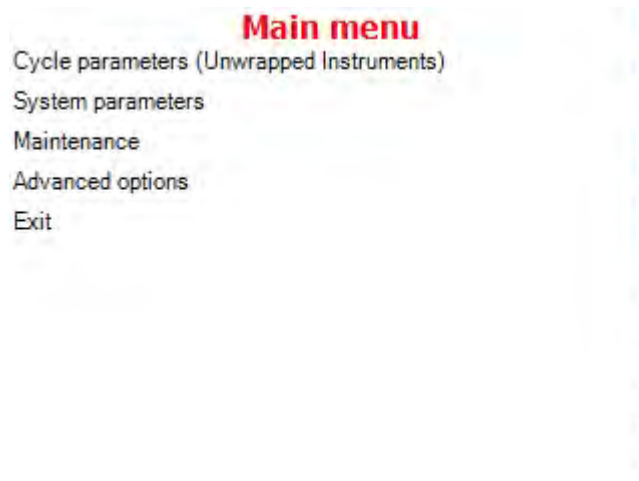 Main menu
Cycle parameters (Unwrapped Instruments)
System parameters
Maintenance
Advanced options
Exit